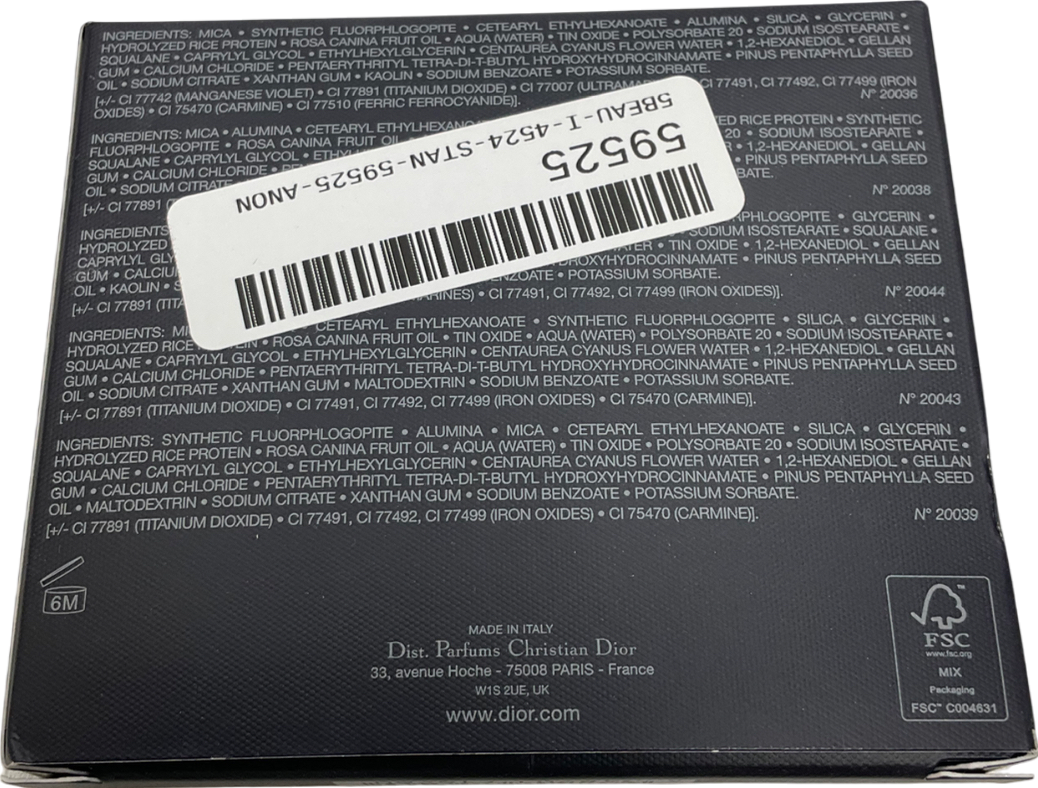 INGREDIENTS: MICA • SYNTHETIC FLUORPHLOGOPITE • CETEARYL ETHYLHEXANOATE • ALUMINA • SILICA • GLYCERIN •
HYDROLYZED RICE PROTEIN • ROSA CANINA FRUIT OIL • AQUA (WATER) • TIN OXIDE • POLYSORBATE 20 • SODIUM ISOSTEARATE •
SQUALANE • CAPRYLYL GLYCOL • ETHYLHEXYLGLYCERIN • CENTAUREA CYANUS FLOWER WATER • 1,2-HEXANEDIOL • GELLAN
GUM • CALCIUM CHLORIDE • PENTAERYTHRITYL TETRA-DI-T-BUTYL HYDROXYHYDROCINNAMATE • PINUS PENTAPHYLLA SEED
OIL • SODIUM CITRATE • XANTHAN GUM • KAOLIN • SODIUM BENZOATE • POTASSIUM SORBATE.
[+/- CI 77742 (MANGANESE VIOLET) • CI 77891 (TITANIUM DIOXIDE) • CI 77007 CI 77491, CI 77492, CI 77499 (IRON
OXIDES) • CI 75470 (CARMINE) • CI 77510 (FERRIC FERROCYANIDE)]. N° 20036
INGREDIENTS: MICA • ALUMINA • CETEARYL RICE PROTEIN • SYNTHETIC
FLUORPHLOGOPITE • ROSA CANINA FRUIT OIL 20 • SODIUM ISOSTEARATE •
SQUALANE • CAPRYLYL GLYCOL • 1,2-HEXANEDIOL • GELLAN
GUM • CALCIUM CHLORIDE • PINUS PENTAPHYLLA SEED
OIL • SODIUM CITRATE
[+/- CI 77891 N° 20038
5BEAU-I-4524-STAN-59525-ANON
59525
INGREDIENTS GLYCERIN •
HYDROLYZED SODIUM ISOSTEARATE • SQUALANE •
CAPRYLYL • TIN OXIDE • 1,2-HEXANEDIOL • GELLAN
GUM • • PINUS PENTAPHYLLA SEED
OIL • KAOLIN • • POTASSIUM SORBATE.
[+/- CI 77891 • CI 77491, CI 77492, CI 77499 (IRON OXIDES)]. N° 20044
INGREDIENTS: CETEARYL ETHYLHEXANOATE • SYNTHETIC FLUORPHLOGOPITE • SILICA • GLYCERIN •
HYDROLYZED RICE • ROSA CANINA FRUIT OIL • TIN OXIDE • AQUA (WATER) • POLYSORBATE 20 • SODIUM ISOSTEARATE •
SQUALANE • CAPRYLYL GLYCOL • ETHYLHEXYLGLYCERIN • CENTAUREA CYANUS FLOWER WATER • 1,2-HEXANEDIOL • GELLAN
GUM • CALCIUM CHLORIDE • PENTAERYTHRITYL TETRA-DI-T-BUTYL HYDROXYHYDROCINNAMATE • PINUS PENTAPHYLLA SEED
OIL • SODIUM CITRATE • XANTHAN GUM • MALTODEXTRIN • SODIUM BENZOATE • POTASSIUM SORBATE.
[+/- CI 77891 (TITANIUM DIOXIDE) • CI 77491, CI 77492, CI 77499 (IRON OXIDES) • CI 75470 (CARMINE)]. N° 20043
INGREDIENTS: SYNTHETIC FLUORPHLOGOPITE • ALUMINA • MICA • CETEARYL ETHYLHEXANOATE • SILICA • GLYCERIN •
HYDROLYZED RICE PROTEIN • ROSA CANINA FRUIT OIL • AQUA (WATER) • TIN OXIDE • POLYSORBATE 20 • SODIUM ISOSTEARATE •
SQUALANE • CAPRYLYL GLYCOL • ETHYLHEXYLGLYCERIN • CENTAUREA CYANUS FLOWER WATER • 1,2-HEXANEDIOL • GELLAN
GUM • CALCIUM CHLORIDE • PENTAERYTHRITYL TETRA-DI-T-BUTYL HYDROXYHYDROCINNAMATE • PINUS PENTAPHYLLA SEED
OIL • MALTODEXTRIN • SODIUM CITRATE • XANTHAN GUM • SODIUM BENZOATE • POTASSIUM SORBATE.
[+/- CI 77891 (TITANIUM DIOXIDE) • CI 77491, CI 77492, CI 77499 (IRON OXIDES) • CI 75470 (CARMINE)]. N° 20039
6M
MADE IN ITALY
Dist. Parfums Christian Dior
33, avenue Hoche - 75008 PARIS - France
W1S 2UE, UK
www.dior.com
FSC
www.fsc.org
MIX
Packaging
FSC™ C004631